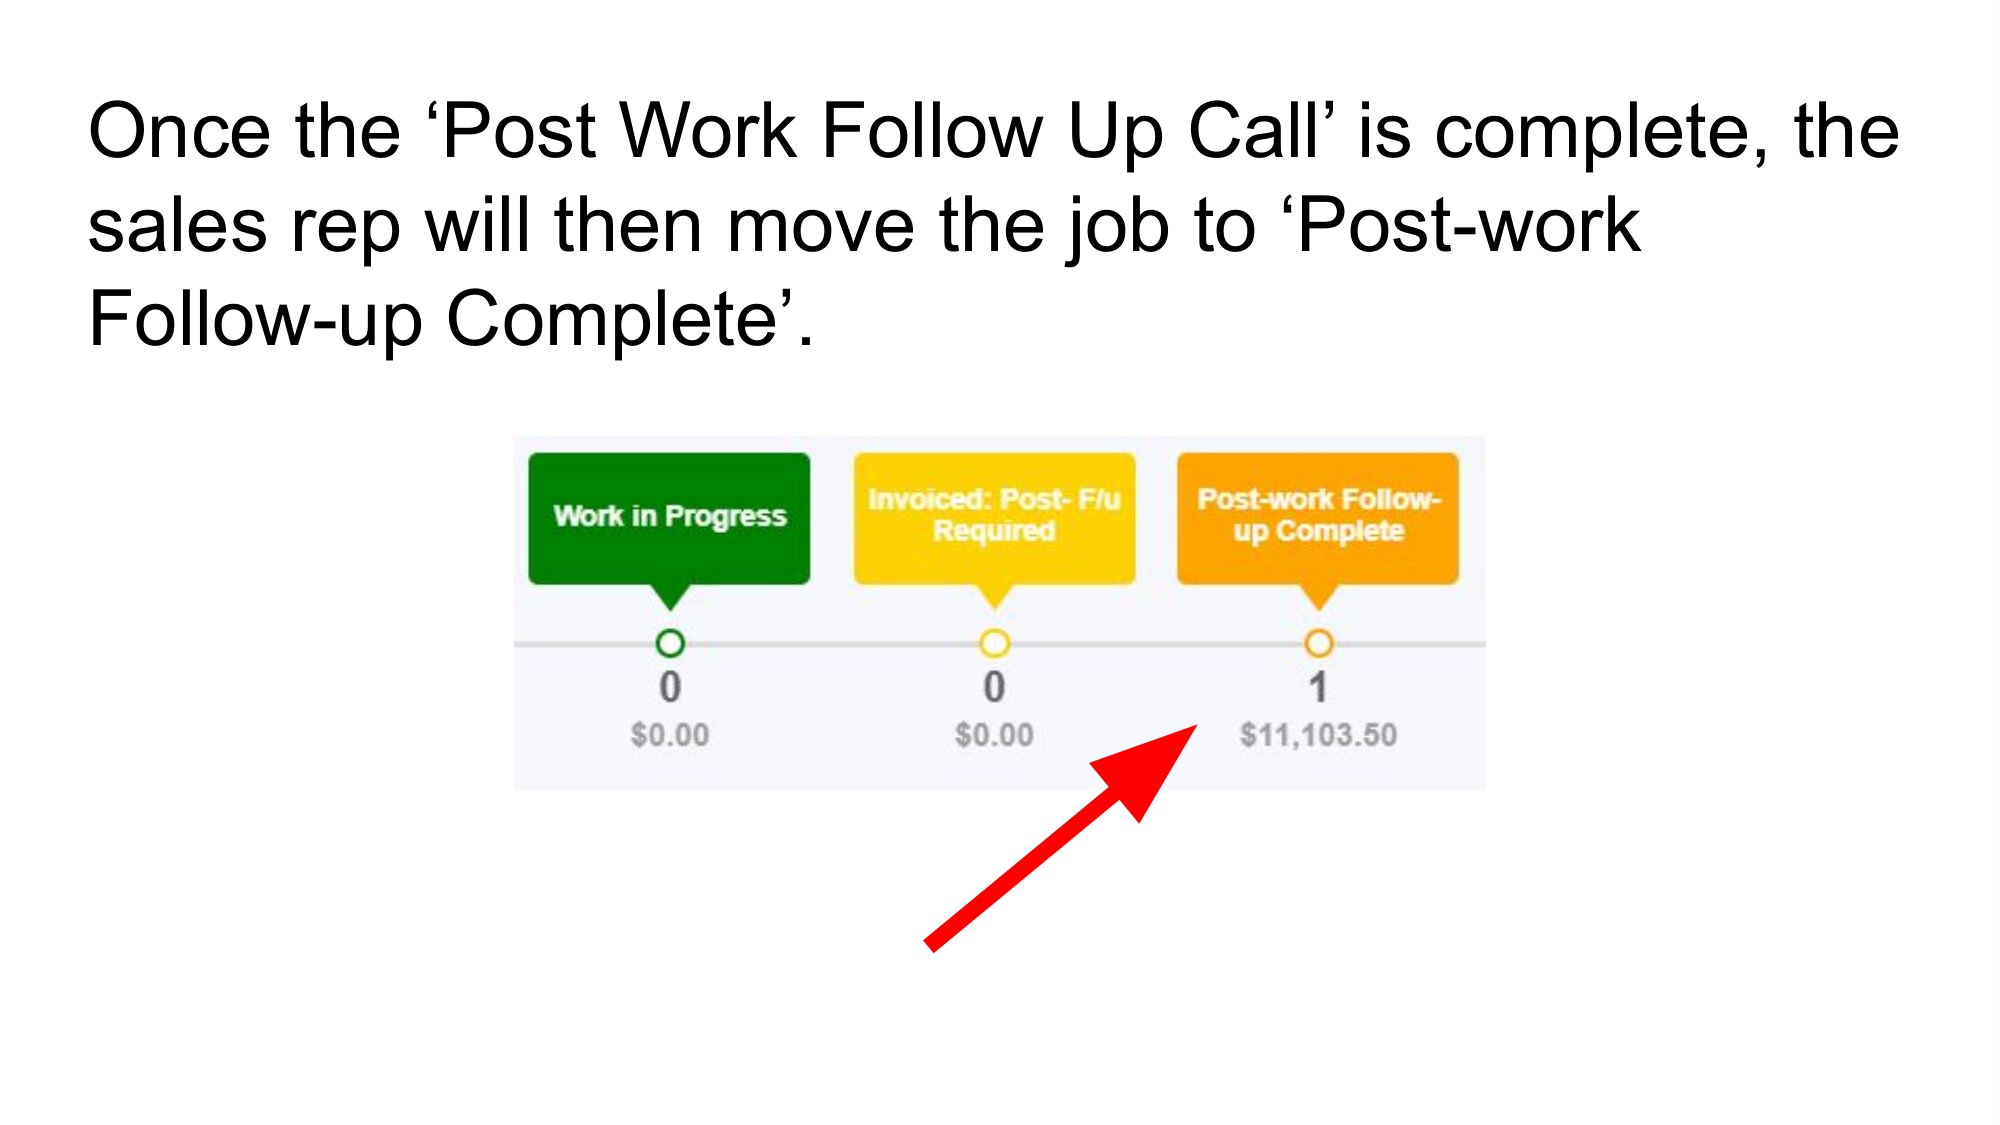 Once the ‘Post Work Follow Up Call’ is complete, the
sales rep will then move the job to ‘Post-work
Follow-up Complete’.
Work in Progress
Invoiced: Post- F/u
Required
Post-work Follow-
up Complete
0
0
1
$0.00
$0.00
$11,103.50